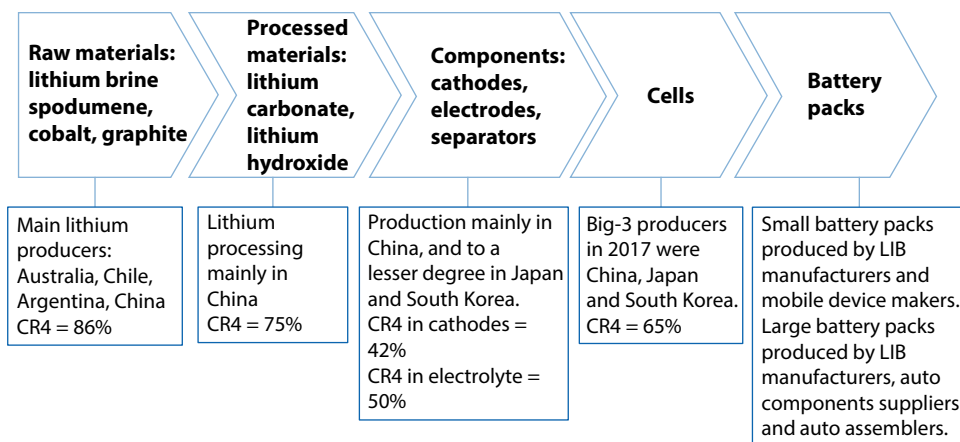 Raw materials:
lithium brine
spodumene,
cobalt, graphite
Processed
materials:
lithium
carbonate,
lithium
hydroxide
Components:
cathodes,
electrodes,
separators
Cells
Battery
packs
Main lithium
producers:
Australia, Chile,
Argentina, China
CR4 = 86%
Lithium
processing
mainly in
China
CR4 = 75%
Production mainly in
China, and to a
lesser degree in Japan
and South Korea.
CR4 in cathodes =
42%
CR4 in electrolyte =
50%
Big-3 producers
in 2017 were
China, Japan
and South Korea.
CR4 = 65%
Small battery packs
produced by LIB
manufacturers and
mobile device makers.
Large battery packs
produced by LIB
manufacturers, auto
components suppliers
and auto assemblers.